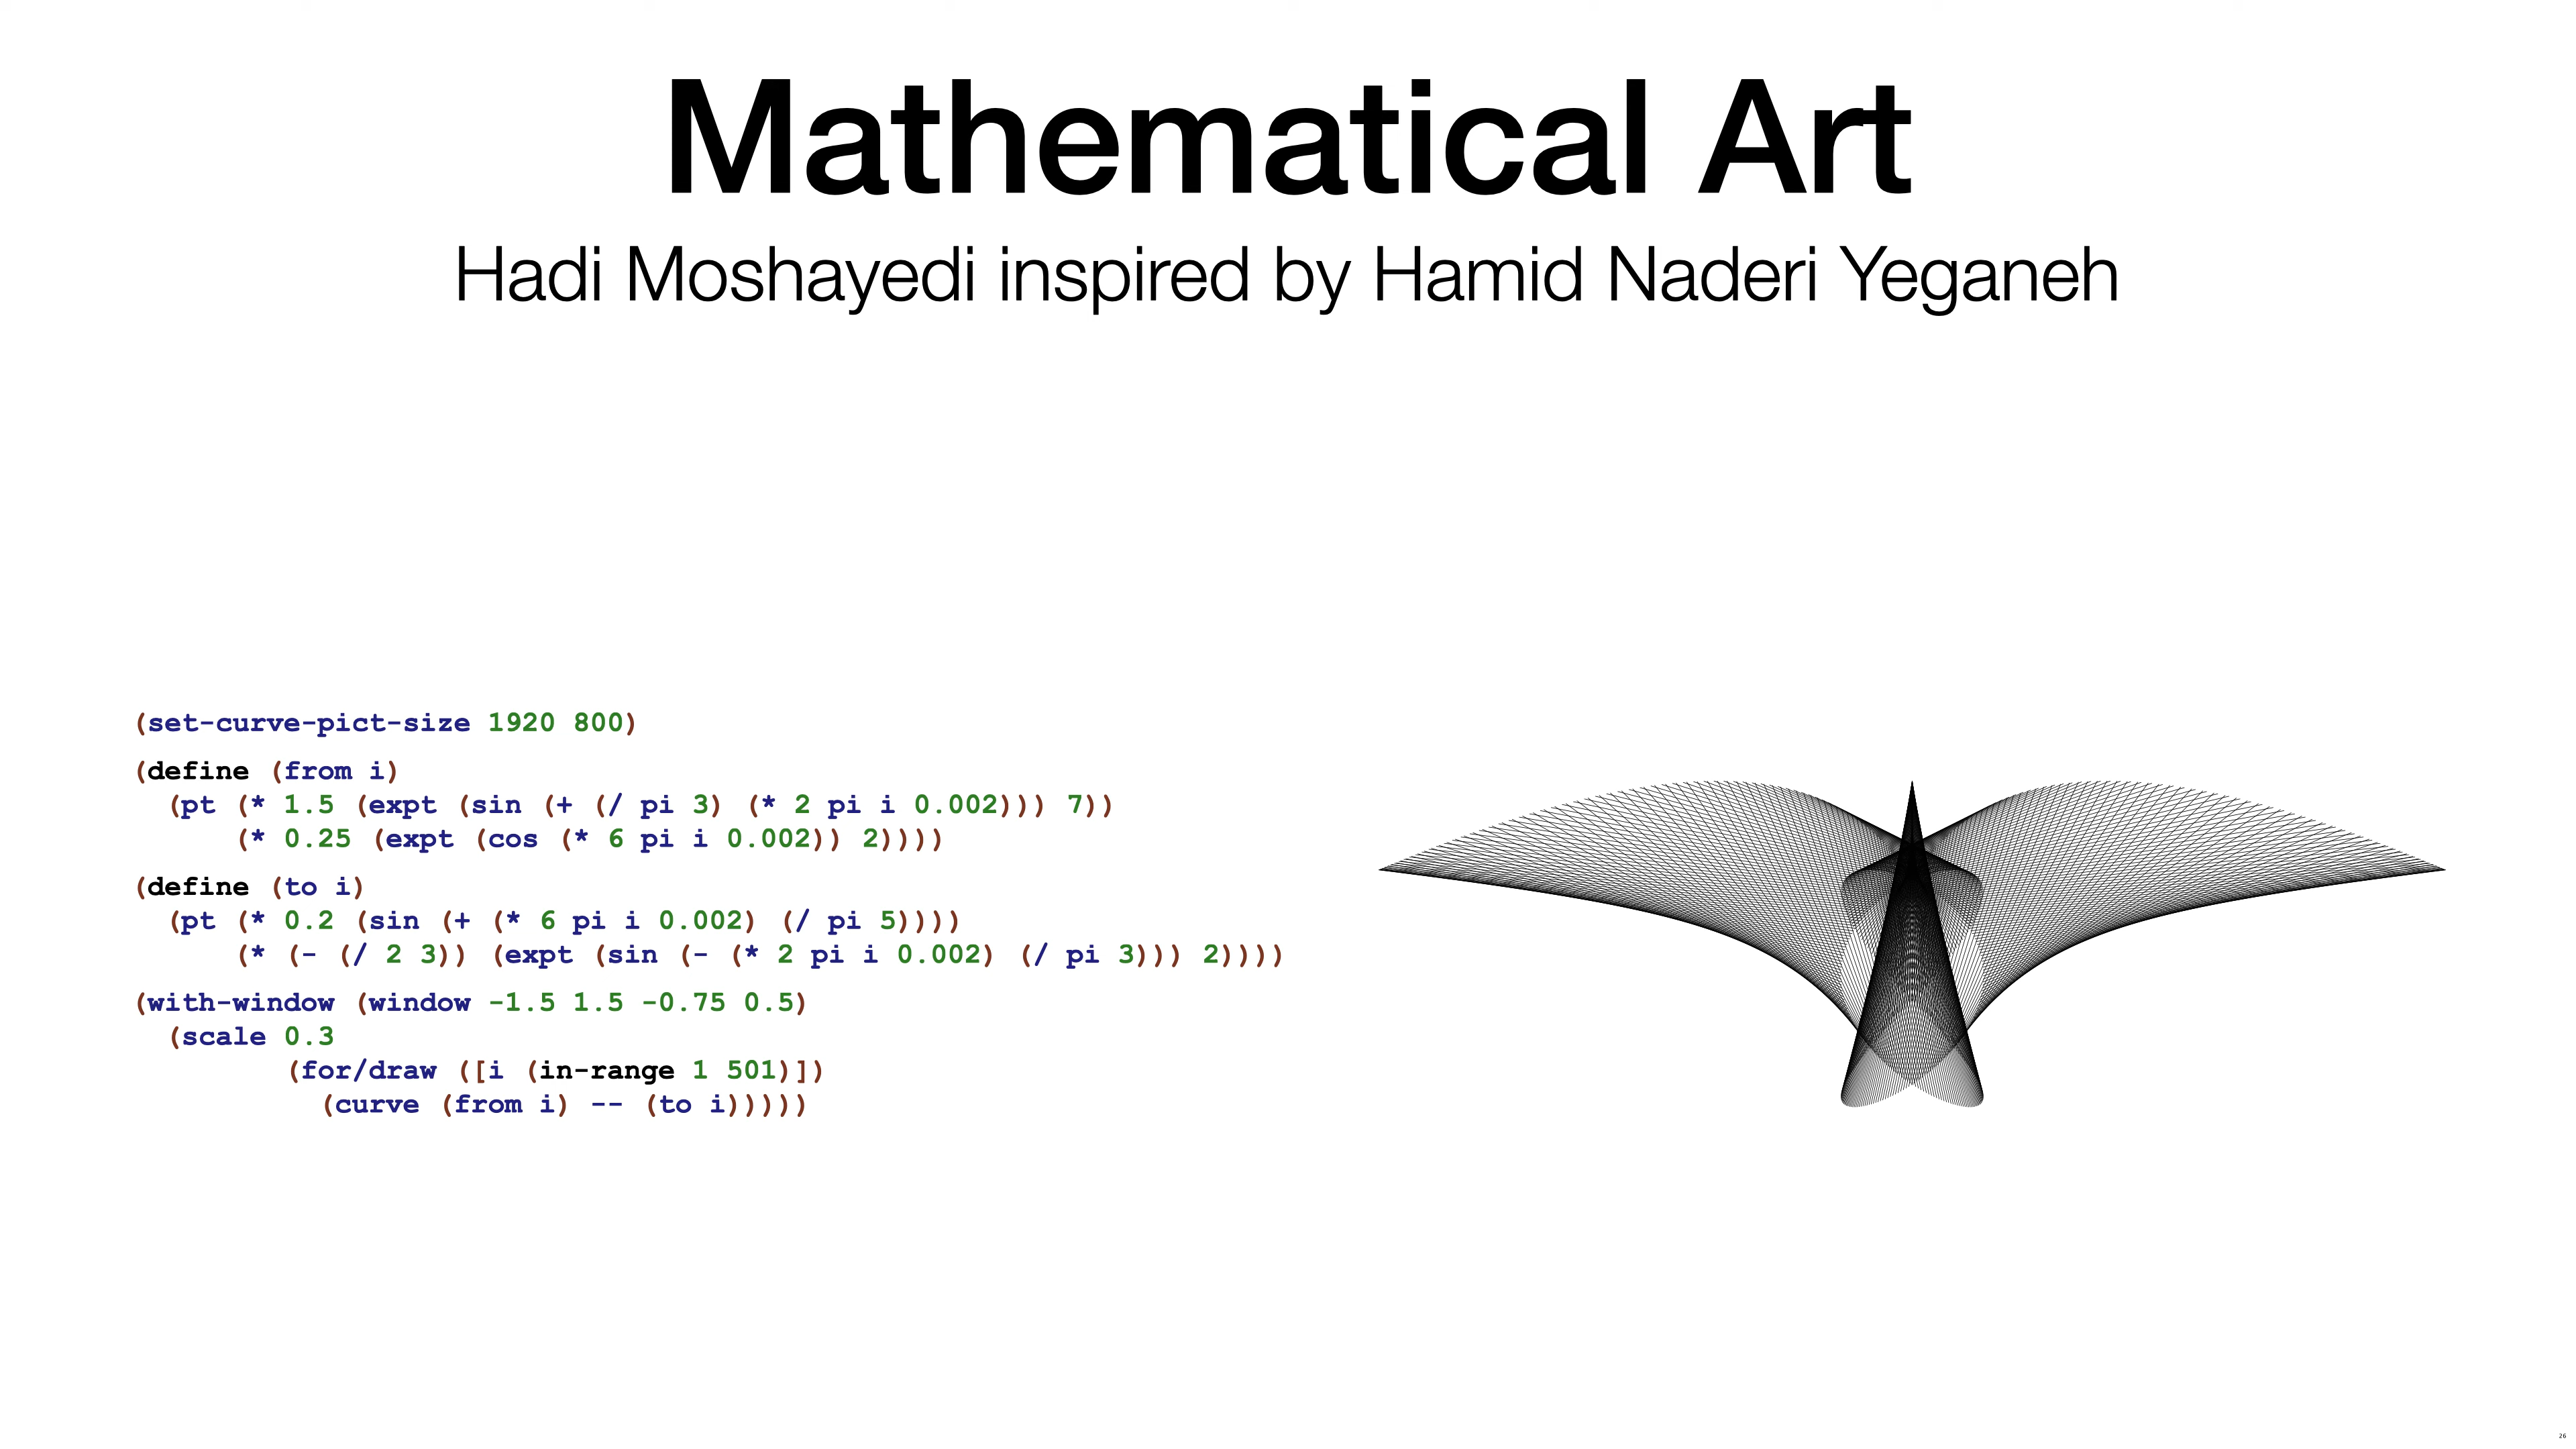 Mathematical Art
Hadi Moshayedi inspired by Hamid Naderi Yeganeh
(set-curve-pict-size 1920 800)
(define (from i)
  (pt (* 1.5 (expt (sin (+ (/ pi 3) (* 2 pi i 0.002))) 7))
      (* 0.25 (expt (cos (* 6 pi i 0.002)) 2))))
(define (to i)
  (pt (* 0.2 (sin (+ (* 6 pi i 0.002) (/ pi 5))))
      (* (- (/ 2 3)) (expt (sin (- (* 2 pi i 0.002) (/ pi 3))) 2))))
(with-window (window -1.5 1.5 -0.75 0.5)
  (scale 0.3
         (for/draw ([i (in-range 1 501)])
           (curve (from i) -- (to i)))))
26